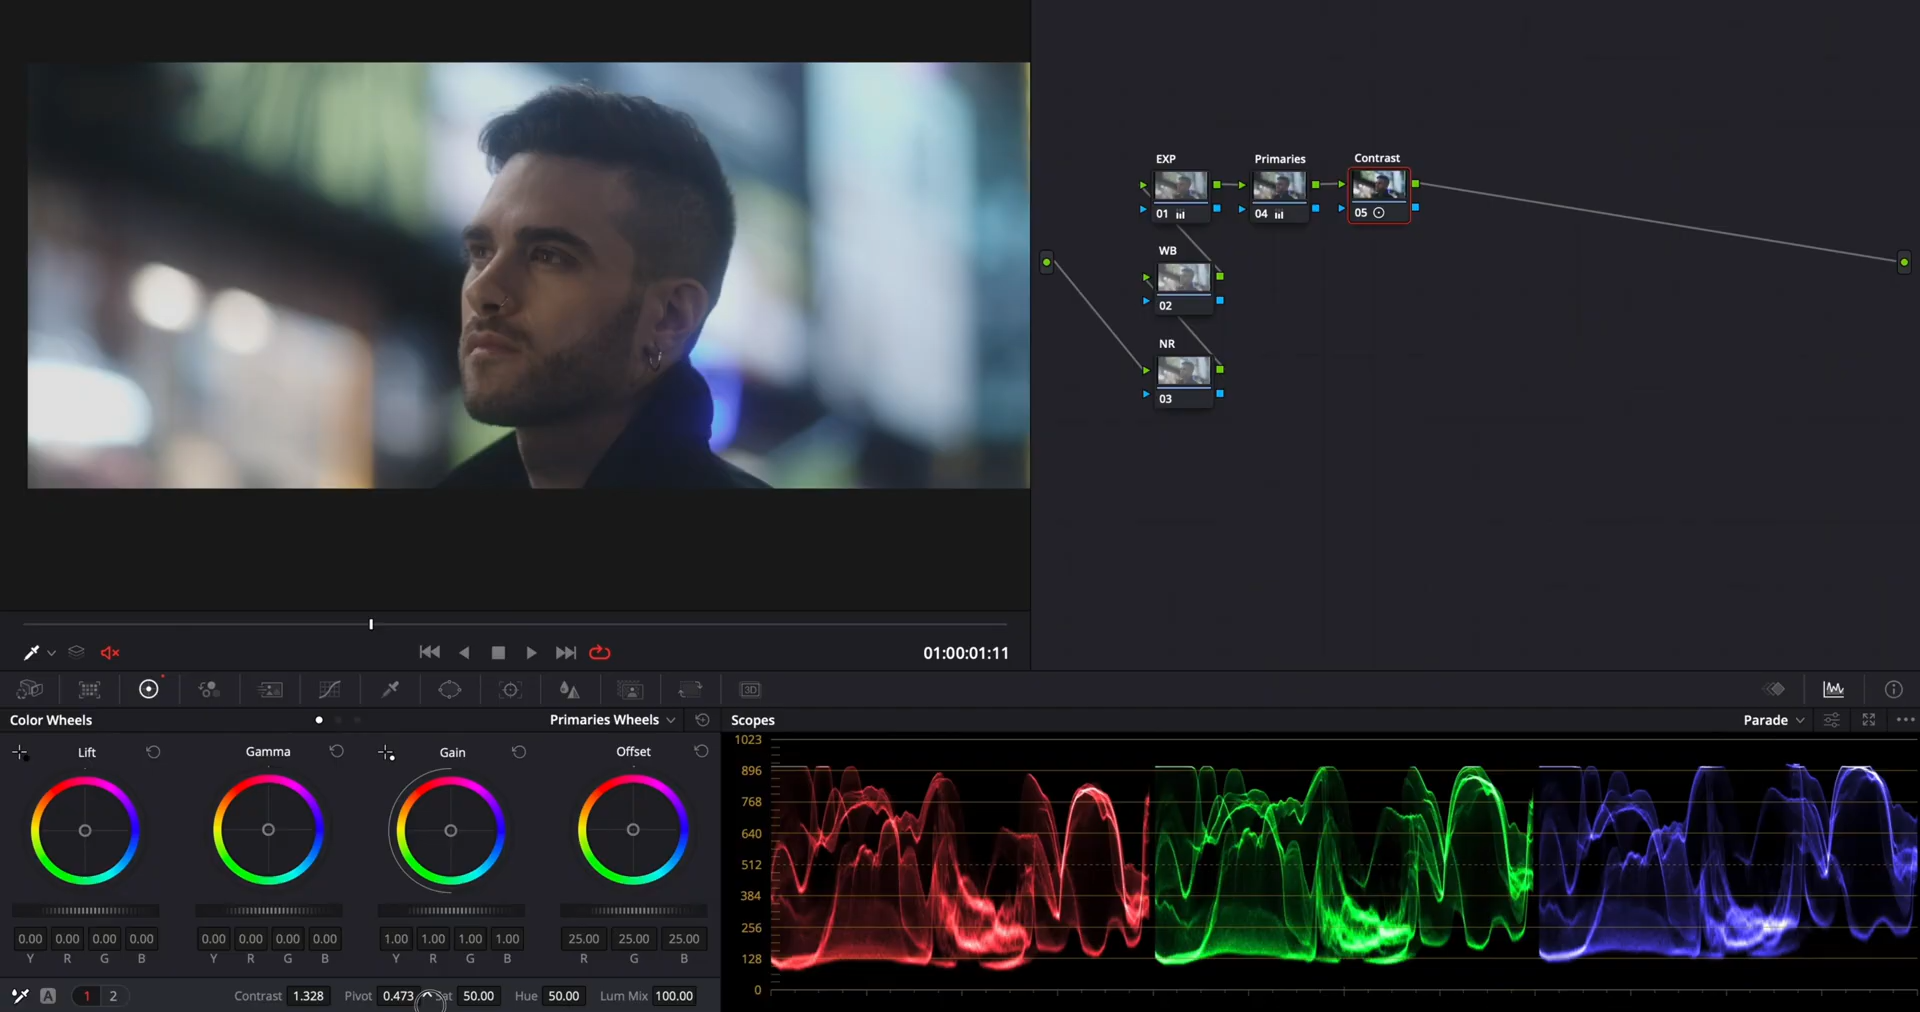 EXP
Primaries
Contrast
01
04
05
WB
02
NR
03
01:00:01:11
3D
Color Wheels
Primaries Wheels
Scopes
Parade
Lift
Gamma
Gain
Offset
1023
896
768
640
512
384
256
128
0
0.00 0.00 0.00 0.00
0.00 0.00 0.00 0.00
1.00 1.00 1.00 1.00
25.00 25.00 25.00
Y R G B
Y R G B
Y R G B
R G B
A
1 2
Contrast 1.328 Pivot 0.473 50.00 Hue 50.00 Lum Mix 100.00